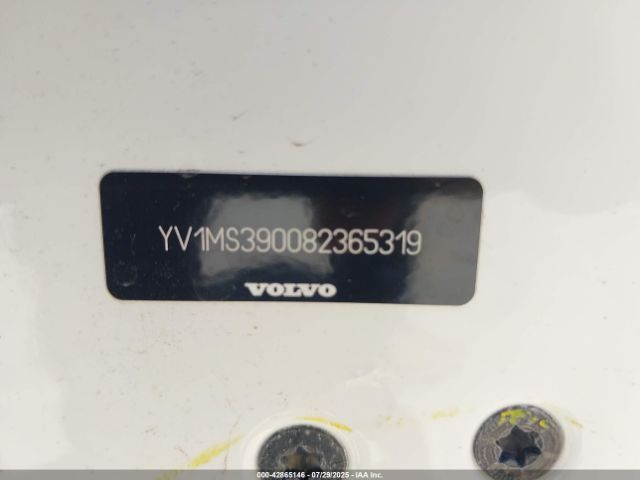 YV1MS390082365319
VOLVO
000-42865146 - 07/29/2025 - © IAA, Inc.